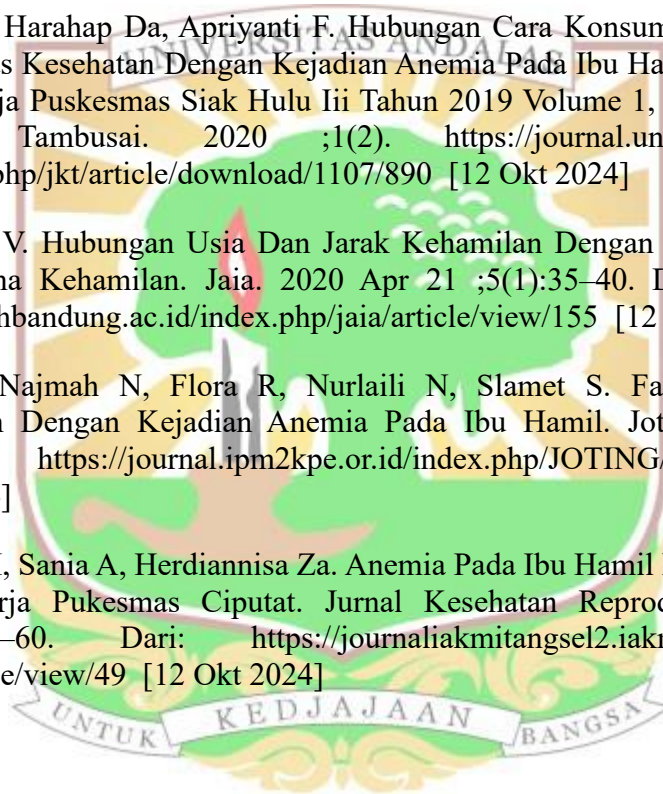 Harahap Da, Apriyanti F. Hubungan Cara Konsum
UNIVERSITAS ANDALAS
s Kesehatan Dengan Kejadian Anemia Pada Ibu Ha
ja Puskesmas Siak Hulu Iii Tahun 2019 Volume 1,
Tambusai. 2020 ;1(2). https://journal.un
php/jkt/article/download/1107/890 [12 Okt 2024]
V. Hubungan Usia Dan Jarak Kehamilan Dengan
na Kehamilan. Jaia. 2020 Apr 21 ;5(1):35–40. D
hbandung.ac.id/index.php/jaia/article/view/155 [12
Najmah N, Flora R, Nurlaili N, Slamet S. Fa
n Dengan Kejadian Anemia Pada Ibu Hamil. Jot
https://journal.ipm2kpe.or.id/index.php/JOTING/
]
, Sania A, Herdiannisa Za. Anemia Pada Ibu Hamil
rja Pukesmas Ciputat. Jurnal Kesehatan Reprod
–60. Dari: https://journaliakmitangsel2.iakm
e/view/49 [12 Okt 2024]
UNTUK KEDJAJAAN BANGSA